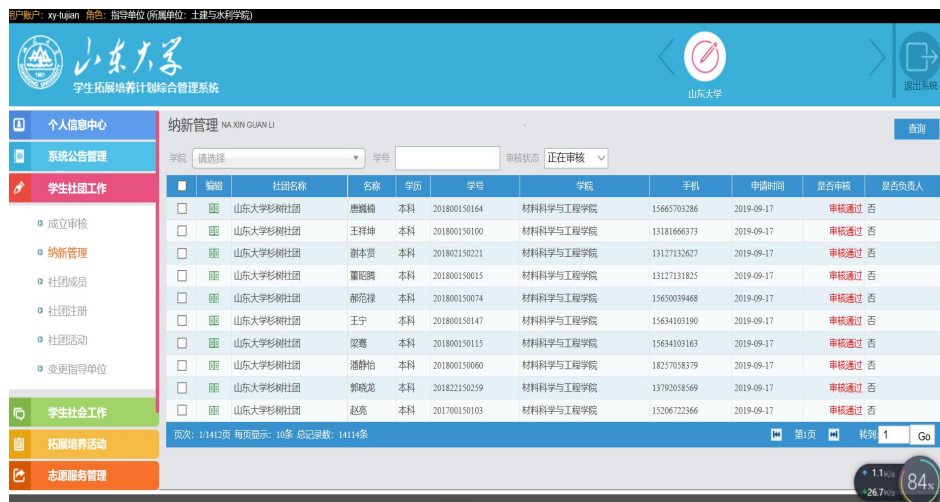 用户账户: xy-tujian 角色: 指导单位 (所属单位: 土建与水利学院)
山东大学
学生拓展培养计划综合管理系统
山东大学
退出系统
个人信息中心
系统公告管理
学生社团工作
成立审核
纳新管理
社团成员
社团注册
社团活动
变更指导单位
学生社会工作
拓展培养活动
志愿服务管理
纳新管理 NA XIN GUAN LI
查询
学院 请选择 学号 审核状态 正在审核
编辑 社团名称 名称 学历 学号 学院 手机 申请时间 是否审核 是否负责人
山东大学杉树社团 唐巍楠 本科 201800150164 材料科学与工程学院 15665703286 2019-09-17 审核通过 否
山东大学杉树社团 王祥坤 本科 201800150100 材料科学与工程学院 13181666373 2019-09-17 审核通过 否
山东大学杉树社团 谢本贤 本科 201802150221 材料科学与工程学院 13127132627 2019-09-17 审核通过 否
山东大学杉树社团 董昭腾 本科 201800150015 材料科学与工程学院 13127131825 2019-09-17 审核通过 否
山东大学杉树社团 郝范禄 本科 201800150074 材料科学与工程学院 15650039468 2019-09-17 审核通过 否
山东大学杉树社团 王宁 本科 201800150147 材料科学与工程学院 15634103190 2019-09-17 审核通过 否
山东大学杉树社团 梁骞 本科 201800150115 材料科学与工程学院 15634103163 2019-09-17 审核通过 否
山东大学杉树社团 潘静怡 本科 201800150060 材料科学与工程学院 18257058379 2019-09-17 审核通过 否
山东大学杉树社团 郭晓龙 本科 201822150259 材料科学与工程学院 13792058569 2019-09-17 审核通过 否
山东大学杉树社团 赵亮 本科 201700150103 材料科学与工程学院 15206722366 2019-09-17 审核通过 否
页次: 1/1412页 每页显示: 10条 总记录数: 14114条 第1页 转到: 1 Go
1.1K/s
26.7K/s
84%